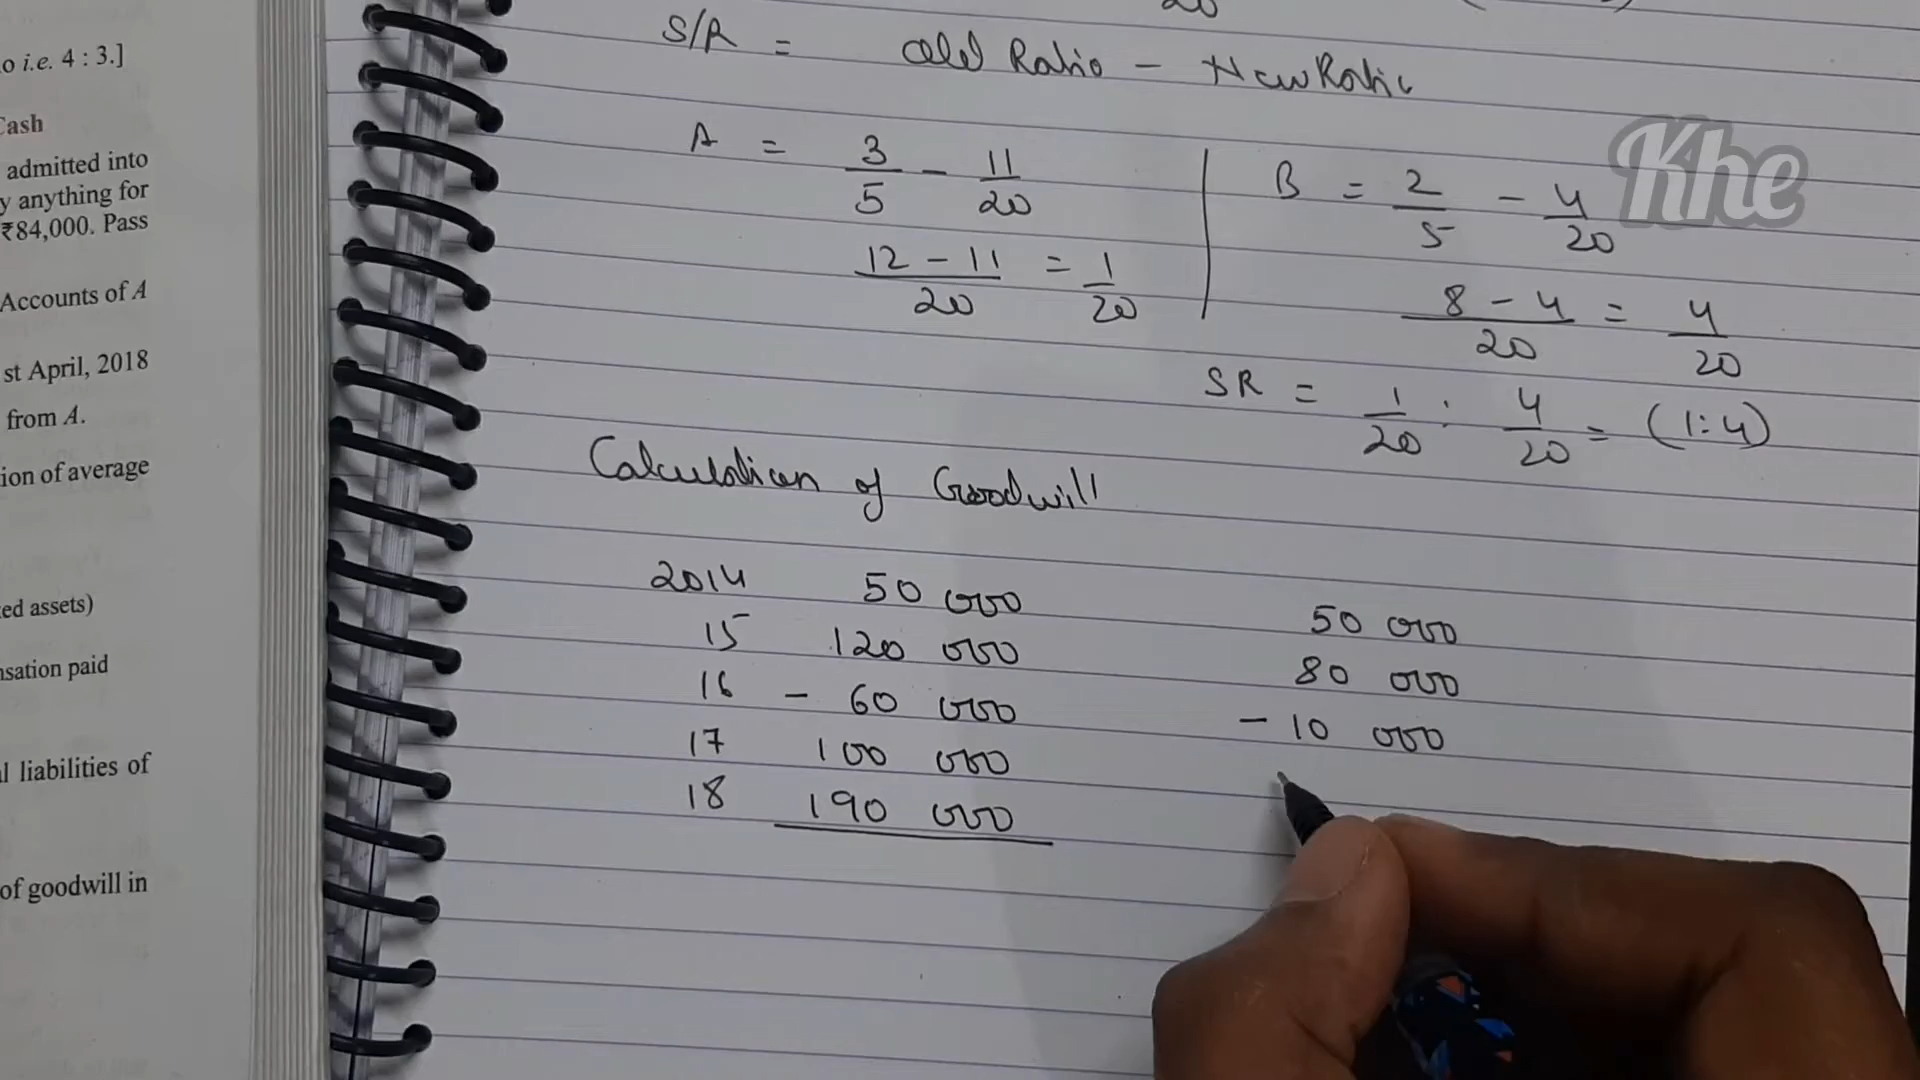 o i.e. 4 : 3.]
Cash
admitted into
y anything for
₹84,000. Pass
Accounts of A
st April, 2018
from A.
ion of average
ed assets)
nsation paid
l liabilities of
of goodwill in
20
S/R = Old Ratio - New Ratio
A = 3/5 - 11/20
12 - 11/20 = 1/20
B = 2/5 - 4/20
8 - 4/20 = 4/20
SR = 1/20 : 4/20 = (1:4)
Calculation of Goodwill
2014 50 000 50 000
15 120 000 80 000
16 - 60 000 - 10 000
17 100 000
18 190 000
Khe